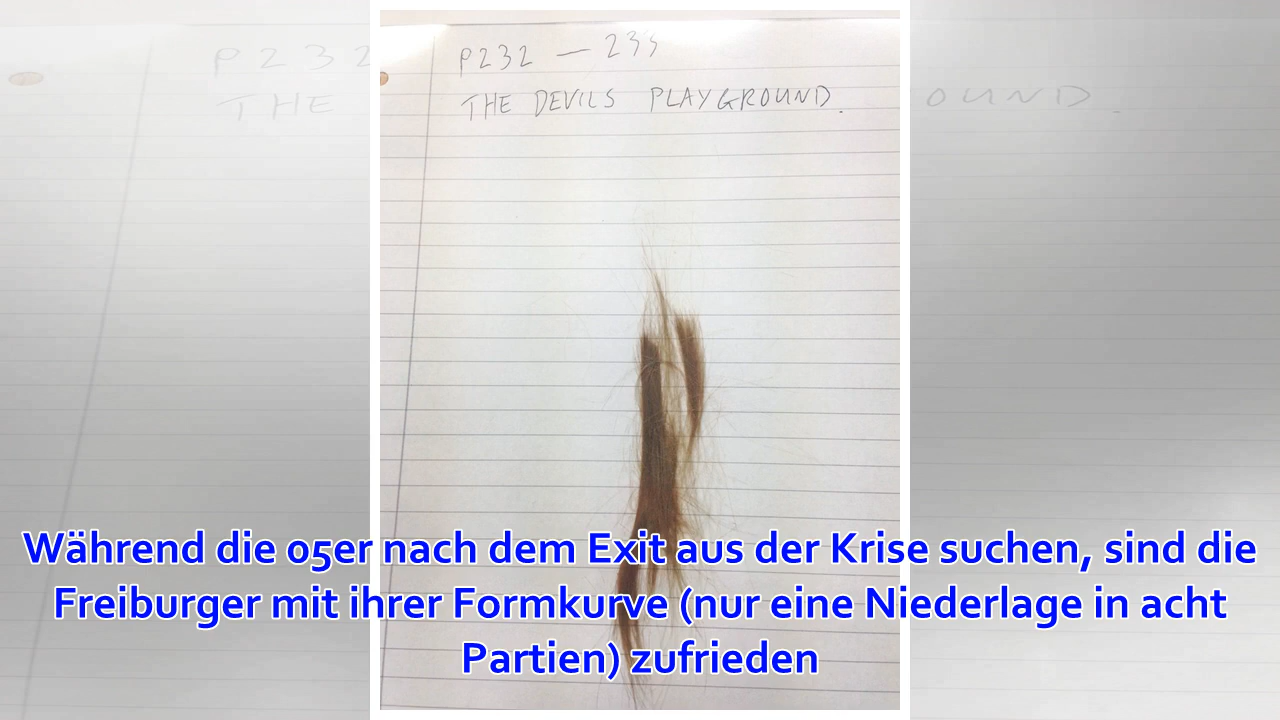 P232 —
THE DEVILS PLAYGROUND.
Während die 05er nach dem Exit aus der Krise suchen, sind die
Freiburger mit ihrer Formkurve (nur eine Niederlage in acht
Partien) zufrieden